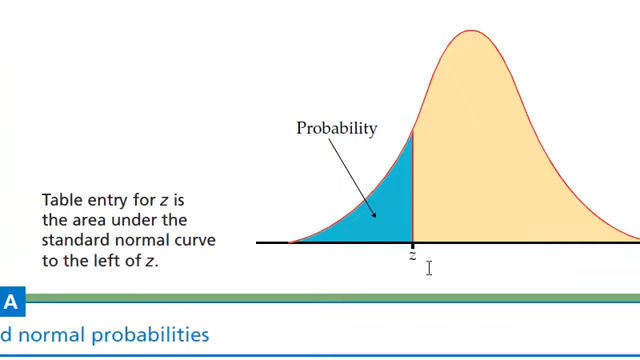 Probability
Table entry for z is
the area under the
standard normal curve
to the left of z.
z
A
d normal probabilities